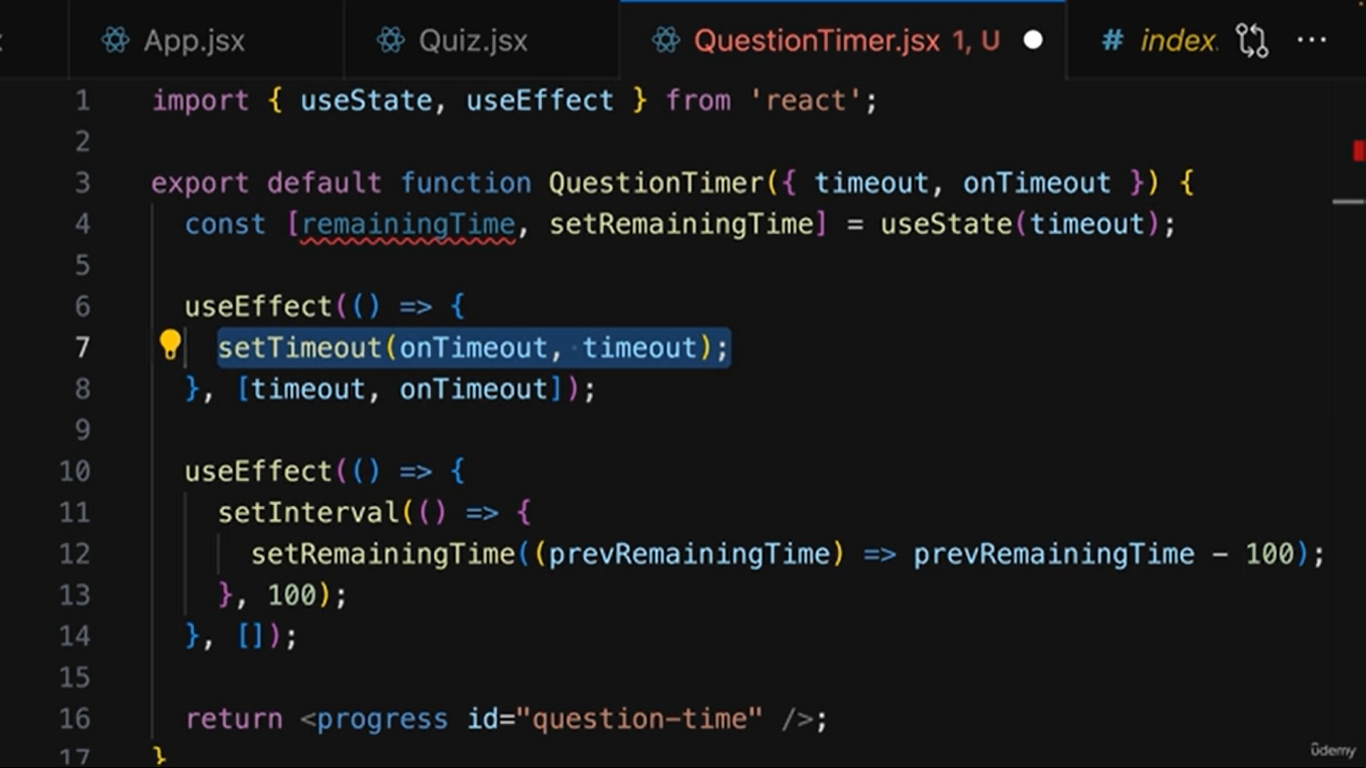 App.jsx Quiz.jsx QuestionTimer.jsx 1, U # index. ...
1 import { useState, useEffect } from 'react';
2
3 export default function QuestionTimer({ timeout, onTimeout }) {
4 const [remainingTime, setRemainingTime] = useState(timeout);
5
6 useEffect(() => {
7 setTimeout(onTimeout, timeout);
8 }, [timeout, onTimeout]);
9
10 useEffect(() => {
11 setInterval(() => {
12 setRemainingTime((prevRemainingTime) => prevRemainingTime - 100);
13 }, 100);
14 }, []);
15
16 return <progress id="question-time" />;
17 }
ûdemy